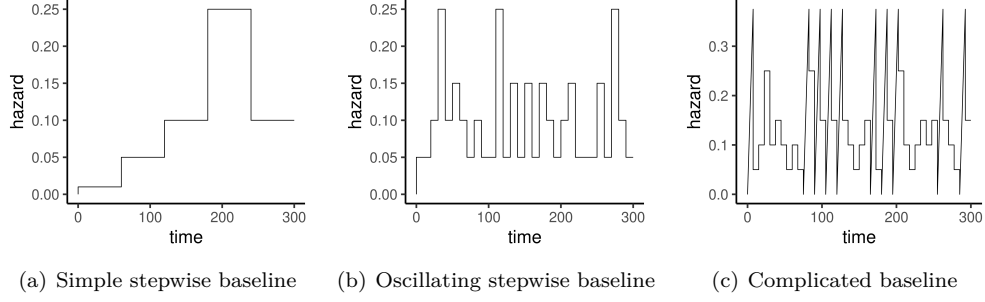 0.25
0.20
0.15
0.10
0.05
0.00
hazard
0 100 200 300
time
0.25
0.20
0.15
0.10
0.05
0.00
hazard
0 100 200 300
time
0.3
0.2
0.1
0.0
hazard
0 100 200 300
time
(a) Simple stepwise baseline
(b) Oscillating stepwise baseline
(c) Complicated baseline